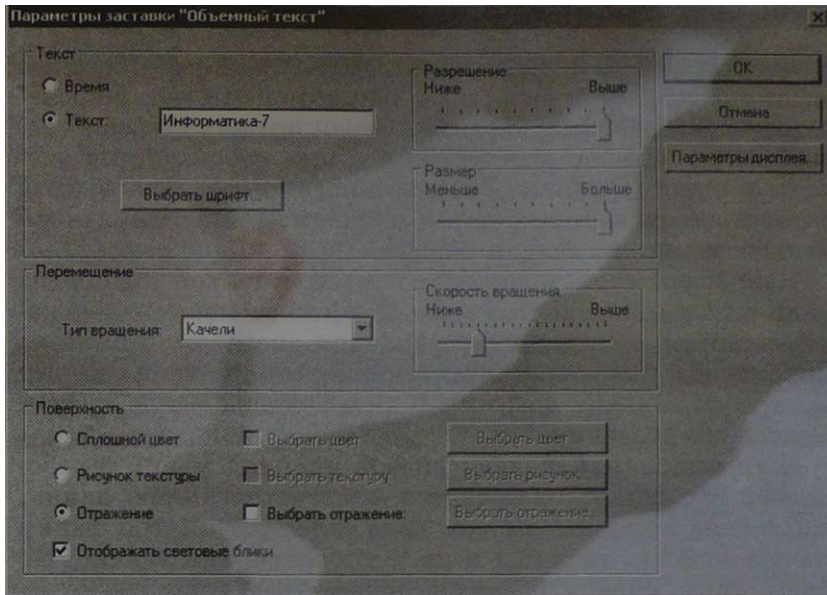 Параметры заставки "Объемный текст"
Текст
Время
Текст:
Информатика-7
Выбрать шрифт...
Разрешение
Ниже Выше
Размер
Меньше Больше
OK
Отмена
Параметры дисплея...
Перемещение
Тип вращения: Качели
Скорость вращения
Ниже Выше
Поверхность
Сплошной цвет Выбрать цвет Выбрать цвет...
Рисунок текстуры Выбрать текстуру: Выбрать рисунок...
Отражение Выбрать отражение: Выбрать отражение...
Отображать световые блики